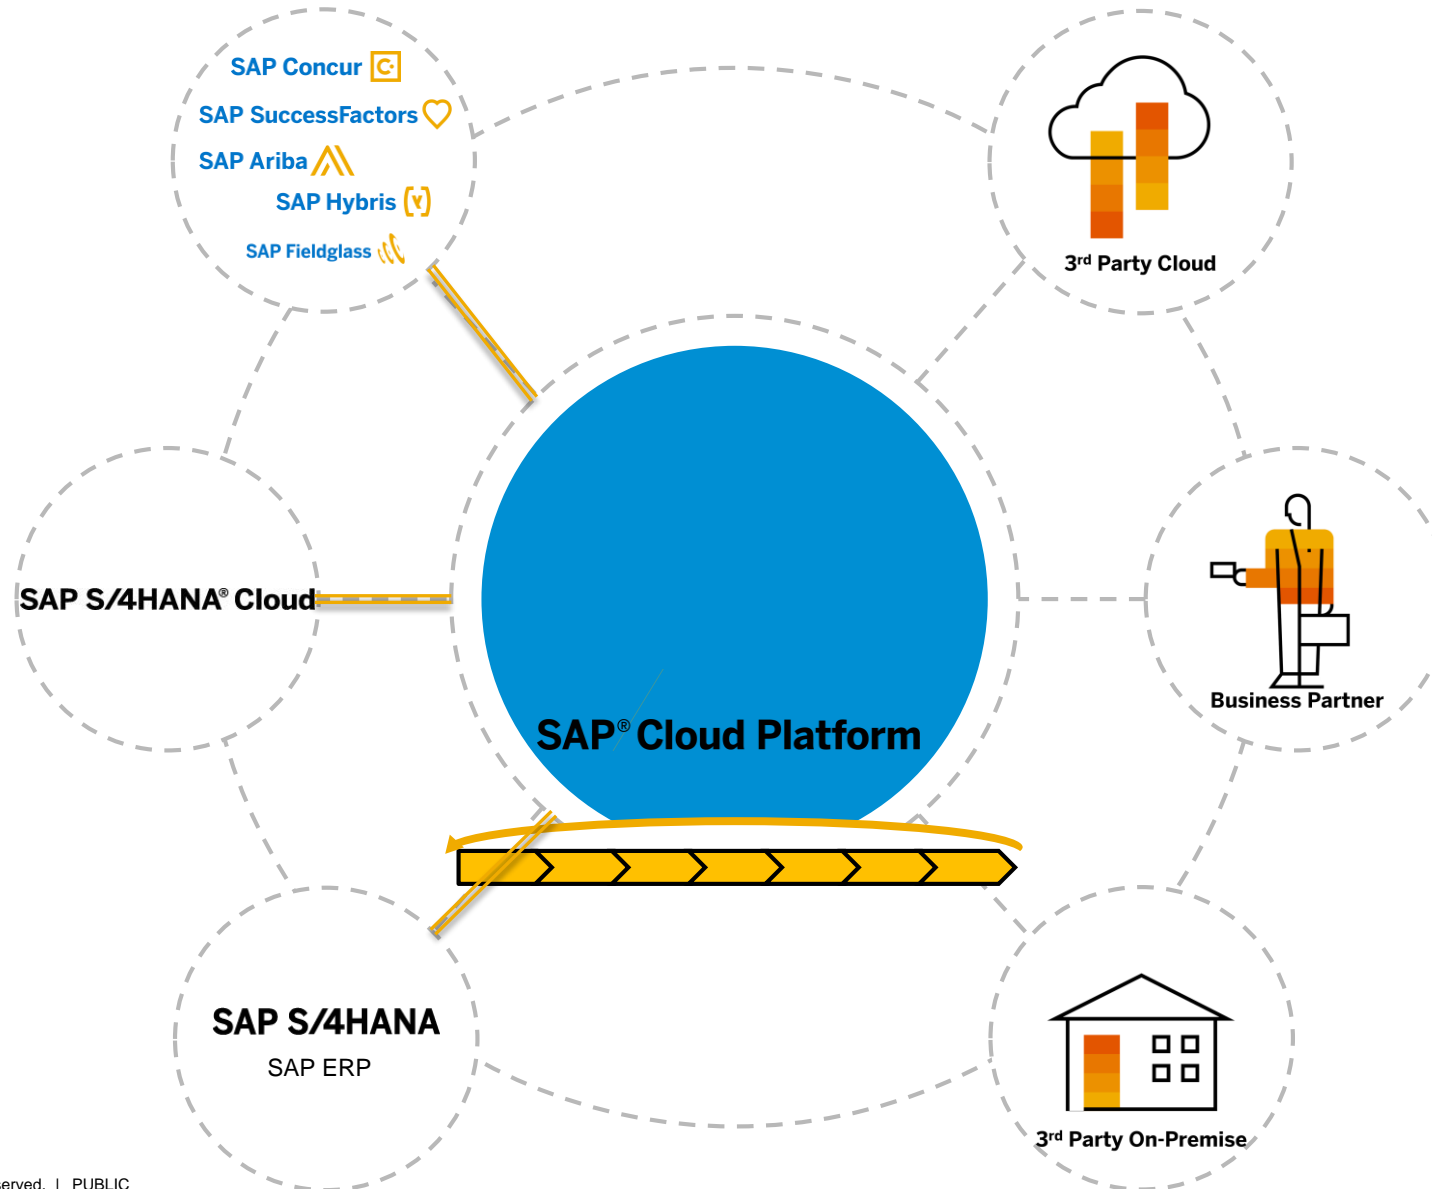 SAP Concur
SAP SuccessFactors
SAP Ariba
SAP Hybris
SAP Fieldglass
3rd Party Cloud
SAP S/4HANA® Cloud
Business Partner
SAP® Cloud Platform
SAP S/4HANA
SAP ERP
3rd Party On-Premise
served. | PUBLIC